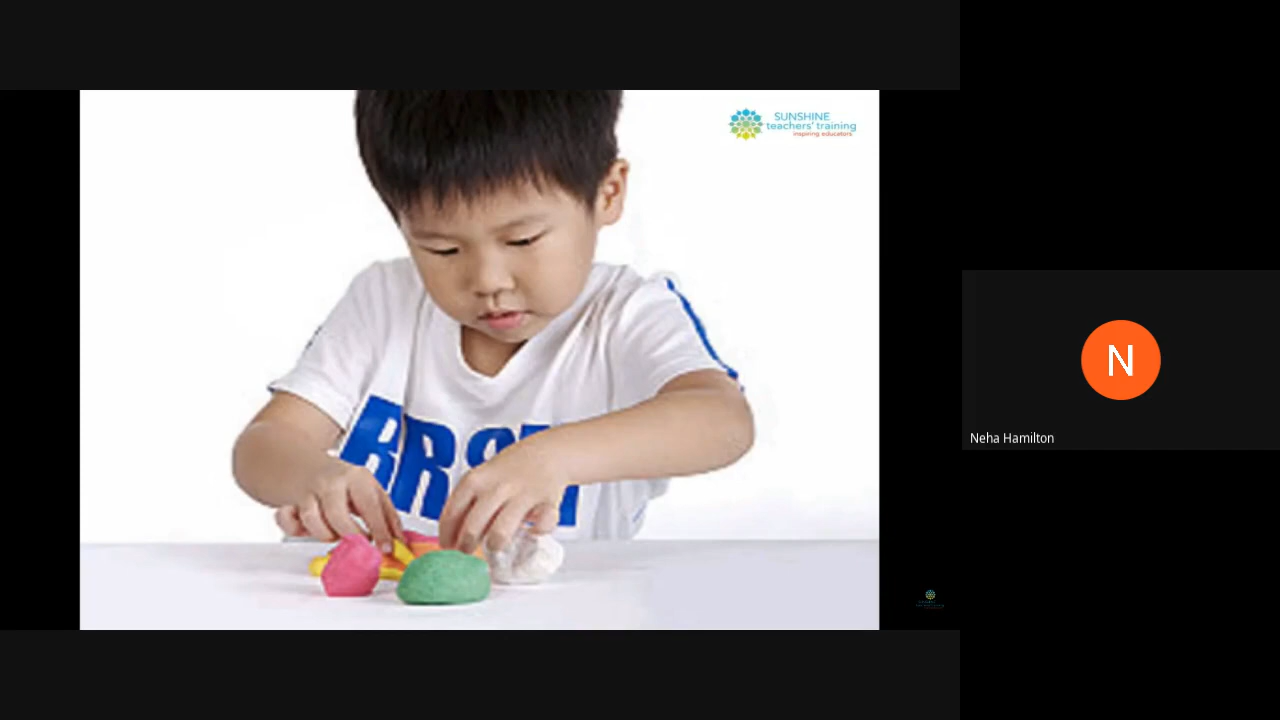 SUNSHINE
teachers' training
inspiring educators
N
Neha Hamilton